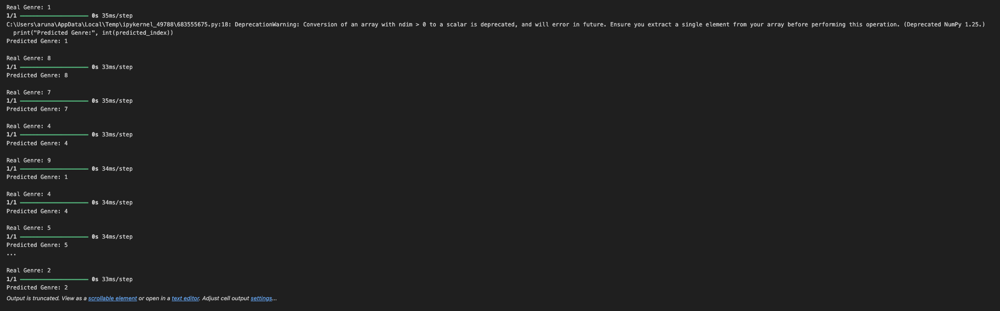 Real Genre: 1
1/1 ━━━━━━━━━━━━━━━━━━━━ 0s 35ms/step
C:\Users\aruna\AppData\Local\Temp\ipykernel_49788\683555675.py:18: DeprecationWarning: Conversion of an array with ndim > 0 to a scalar is deprecated, and will error in future. Ensure you extract a single element from your array before performing this operation. (Deprecated NumPy 1.25.)
  print("Predicted Genre:", int(predicted_index))
Predicted Genre: 1
Real Genre: 8
1/1 ━━━━━━━━━━━━━━━━━━━━ 0s 33ms/step
Predicted Genre: 8
Real Genre: 7
1/1 ━━━━━━━━━━━━━━━━━━━━ 0s 35ms/step
Predicted Genre: 7
Real Genre: 4
1/1 ━━━━━━━━━━━━━━━━━━━━ 0s 33ms/step
Predicted Genre: 4
Real Genre: 9
1/1 ━━━━━━━━━━━━━━━━━━━━ 0s 34ms/step
Predicted Genre: 1
Real Genre: 4
1/1 ━━━━━━━━━━━━━━━━━━━━ 0s 34ms/step
Predicted Genre: 4
Real Genre: 5
1/1 ━━━━━━━━━━━━━━━━━━━━ 0s 34ms/step
Predicted Genre: 5
...
Real Genre: 2
1/1 ━━━━━━━━━━━━━━━━━━━━ 0s 33ms/step
Predicted Genre: 2
Output is truncated. View as a scrollable element or open in a text editor. Adjust cell output settings...